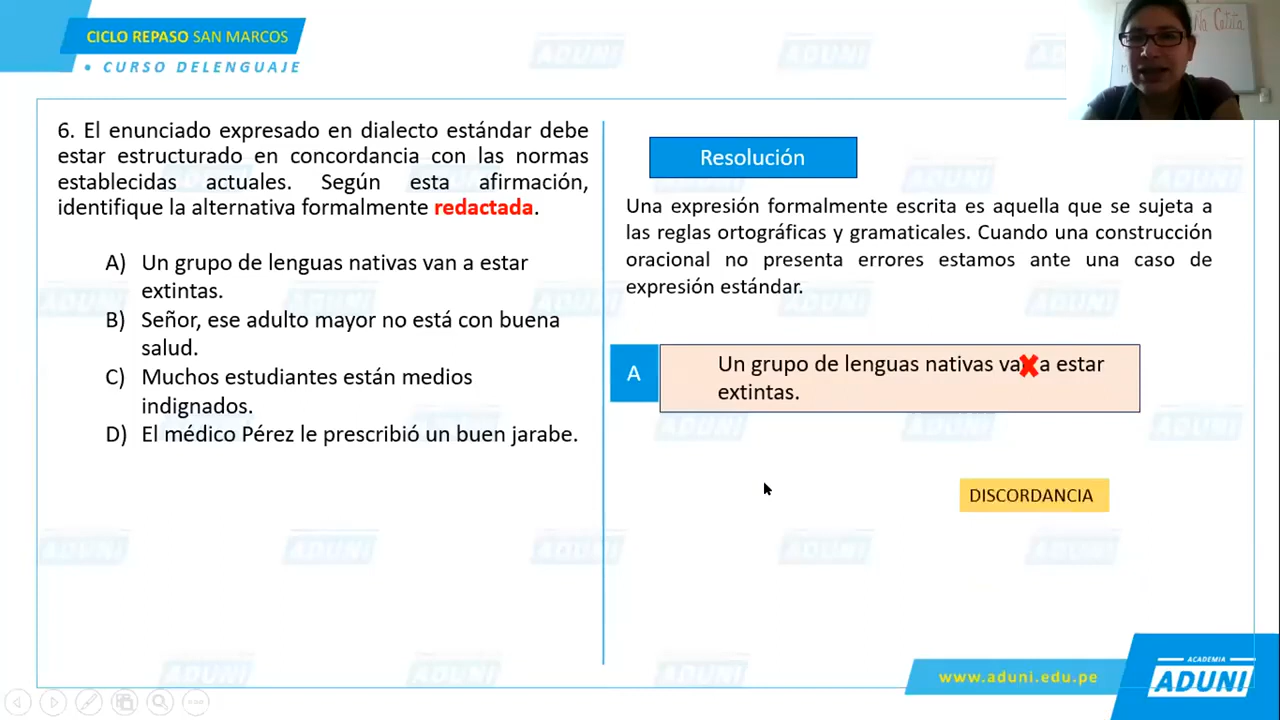 CICLO REPASO SAN MARCOS
• CURSO DELENGUAJE
6. El enunciado expresado en dialecto estándar debe
estar estructurado en concordancia con las normas
establecidas actuales. Según esta afirmación,
identifique la alternativa formalmente redactada.
A) Un grupo de lenguas nativas van a estar
extintas.
B) Señor, ese adulto mayor no está con buena
salud.
C) Muchos estudiantes están medios
indignados.
D) El médico Pérez le prescribió un buen jarabe.
Resolución
Una expresión formalmente escrita es aquella que se sujeta a
las reglas ortográficas y gramaticales. Cuando una construcción
oracional no presenta errores estamos ante una caso de
expresión estándar.
A
Un grupo de lenguas nativas van a estar
extintas.
DISCORDANCIA
www.aduni.edu.pe
ACADEMIA
ADUNI